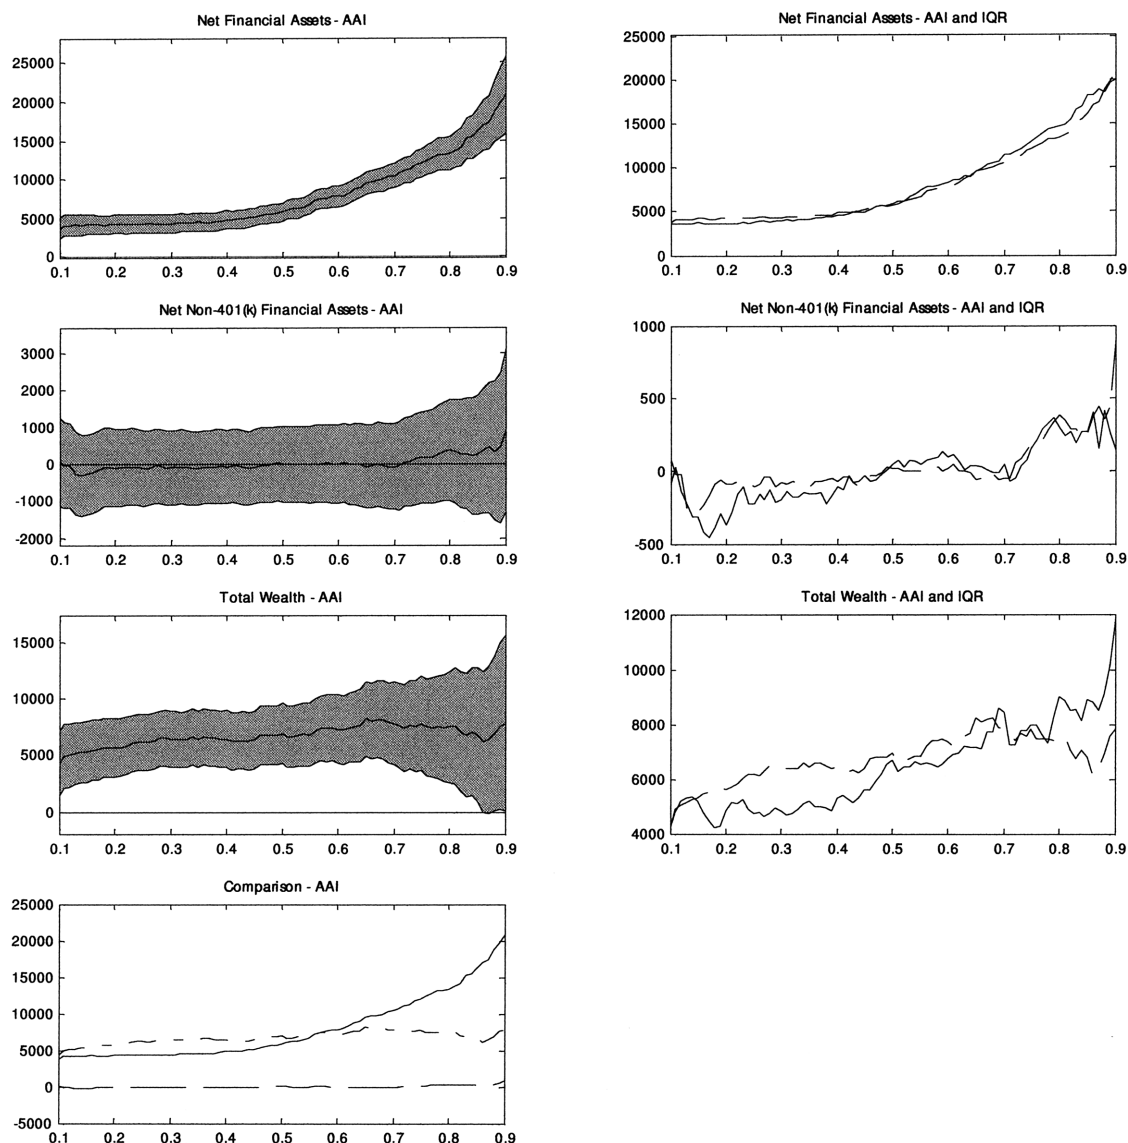 Net Financial Assets - AAI
25000
20000
15000
10000
5000
0
0.1 0.2 0.3 0.4 0.5 0.6 0.7 0.8 0.9
Net Financial Assets - AAI and IQR
25000
20000
15000
10000
5000
0
0.1 0.2 0.3 0.4 0.5 0.6 0.7 0.8 0.9
Net Non-401(k) Financial Assets - AAI
3000
2000
1000
0
-1000
-2000
0.1 0.2 0.3 0.4 0.5 0.6 0.7 0.8 0.9
Net Non-401(k) Financial Assets - AAI and IQR
1000
500
0
-500
0.1 0.2 0.3 0.4 0.5 0.6 0.7 0.8 0.9
Total Wealth - AAI
15000
10000
5000
0
0.1 0.2 0.3 0.4 0.5 0.6 0.7 0.8 0.9
Total Wealth - AAI and IQR
12000
10000
8000
6000
4000
0.1 0.2 0.3 0.4 0.5 0.6 0.7 0.8 0.9
Comparison - AAI
25000
20000
15000
10000
5000
0
-5000
0.1 0.2 0.3 0.4 0.5 0.6 0.7 0.8 0.9